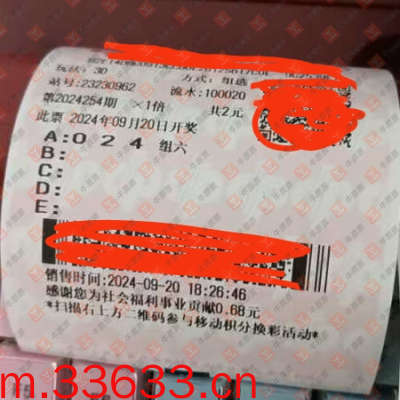 玩法:3D 方式:组选
站号:23230962 流水:100020
第2024254期 ×1倍 共2元
此票 2024年09月20日开奖
A:0 2 4 组六
B:
C:
D:
E:
销售时间:2024-09-20 18:26:46
感谢您为社会福利事业贡献0.68元
*扫描右上方二维码参与移动积分换彩活动*
m.33633.cn